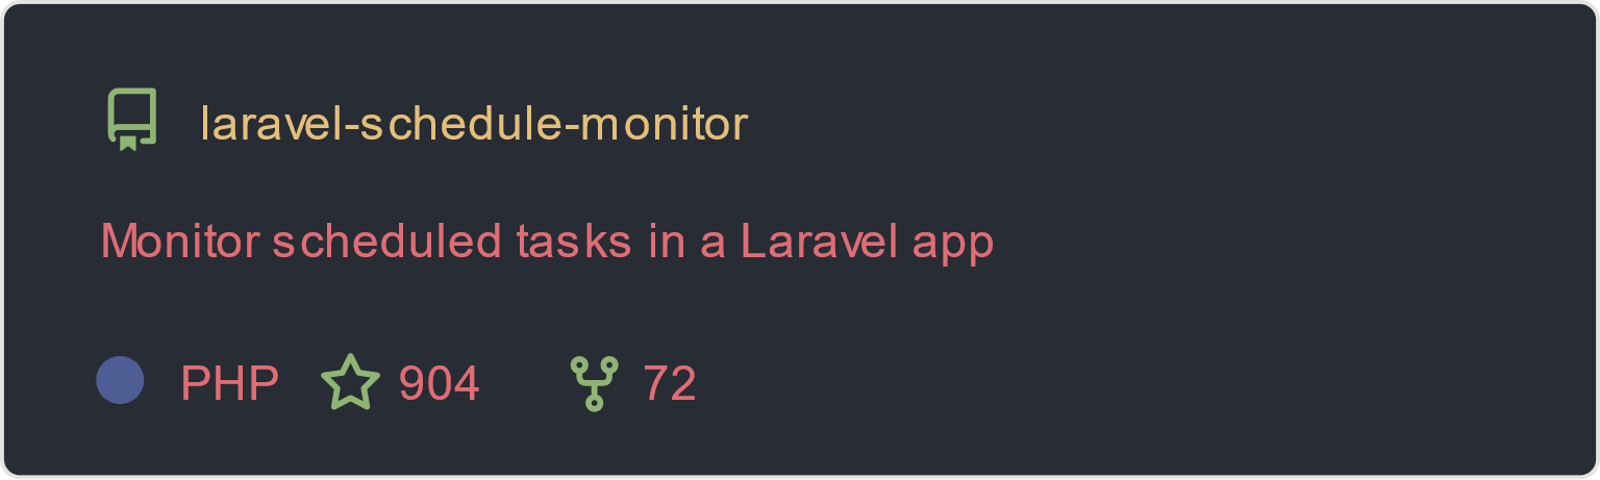 laravel-schedule-monitor
Monitor scheduled tasks in a Laravel app
PHP 904 72